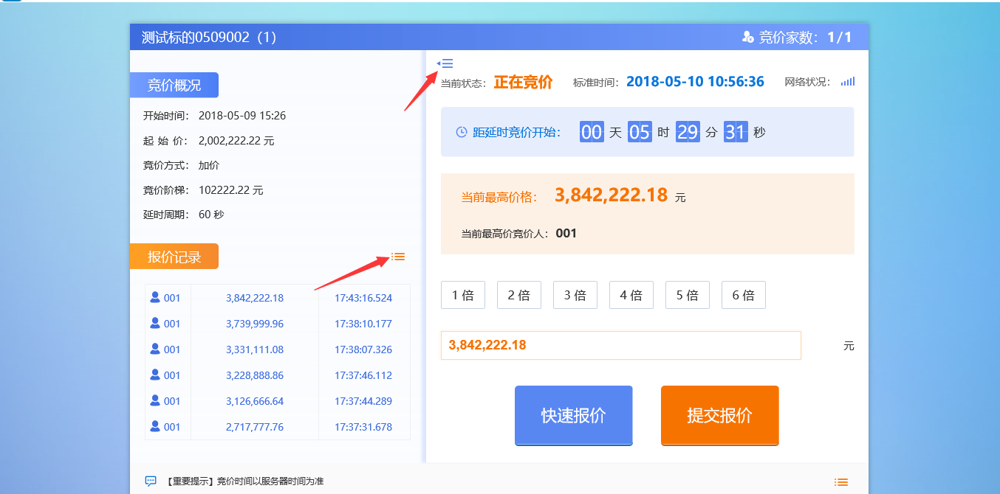 测试标的0509002（1）
竞价家数： 1/1
竞价概况
开始时间： 2018-05-09 15:26
起 始 价： 2,002,222.22 元
竞价方式： 加价
竞价阶梯： 102222.22 元
延时周期： 60 秒
报价记录
001 3,842,222.18 17:43:16.524
001 3,739,999.96 17:38:10.177
001 3,331,111.08 17:38:07.326
001 3,228,888.86 17:37:46.112
001 3,126,666.64 17:37:44.289
001 2,717,777.76 17:37:31.678
当前状态： 正在竞价 标准时间： 2018-05-10 10:56:36 网络状况：
距延时竞价开始： 00 天 05 时 29 分 31 秒
当前最高价格： 3,842,222.18 元
当前最高价竞价人： 001
1 倍 2 倍 3 倍 4 倍 5 倍 6 倍
3,842,222.18 元
快速报价 提交报价
【重要提示】竞价时间以服务器时间为准